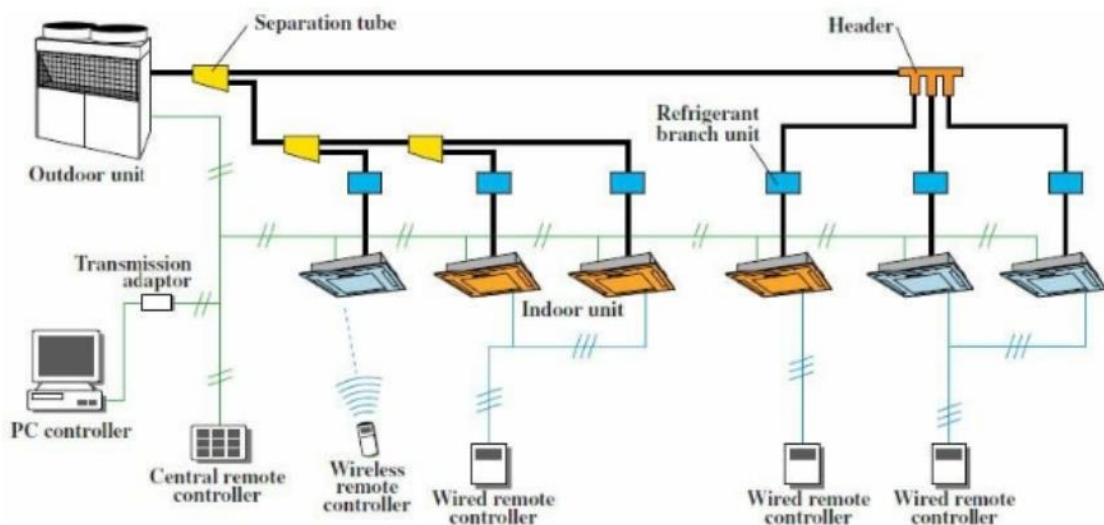 Separation tube
Header
Refrigerant
branch unit
Outdoor unit
Transmission
adaptor
Indoor unit
PC controller
Central remote
controller
Wireless
remote
controller
Wired remote
controller
Wired remote
controller
Wired remote
controller